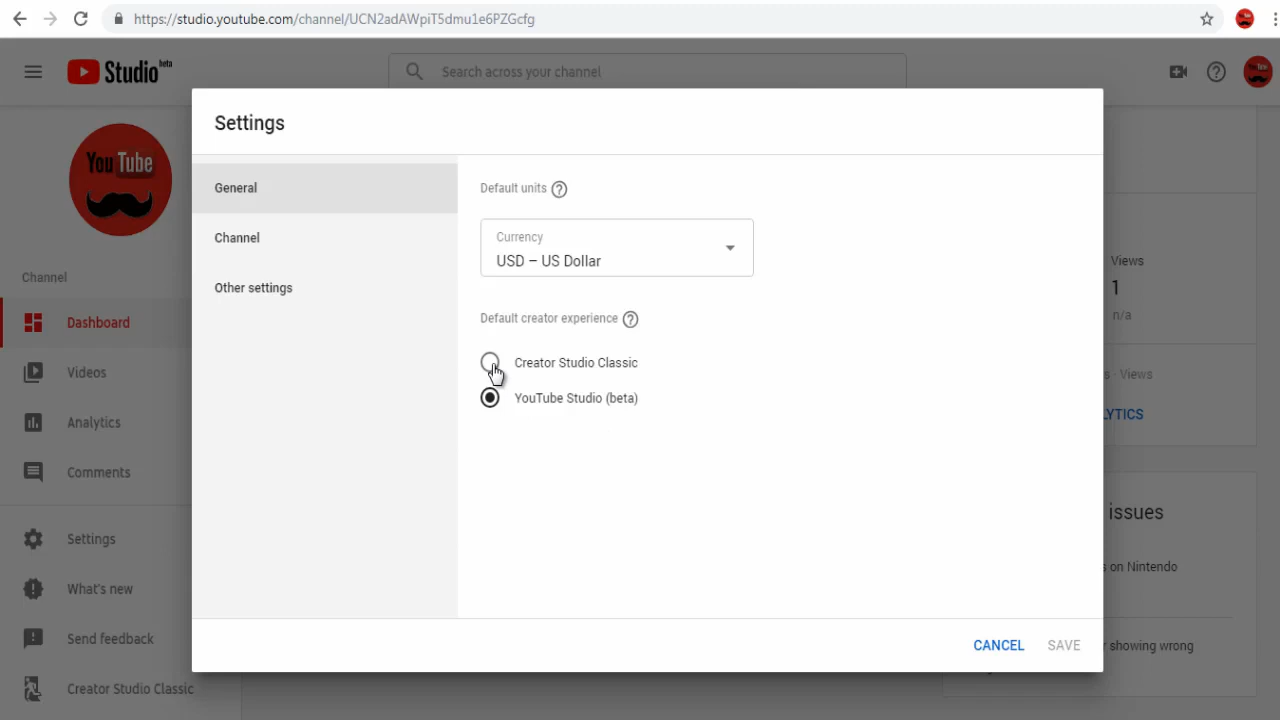 https://studio.youtube.com/channel/UCN2adAWpiT5dmu1e6PZGcfg
Studio beta
Search across your channel
You Tube
Channel
Dashboard
Videos
Analytics
Comments
Settings
What's new
Send feedback
Creator Studio Classic
Settings
General
Channel
Other settings
Default units
Currency
USD – US Dollar
Default creator experience
Creator Studio Classic
YouTube Studio (beta)
CANCEL SAVE
Views
1
n/a
s · Views
LYTICS
issues
s on Nintendo
showing wrong